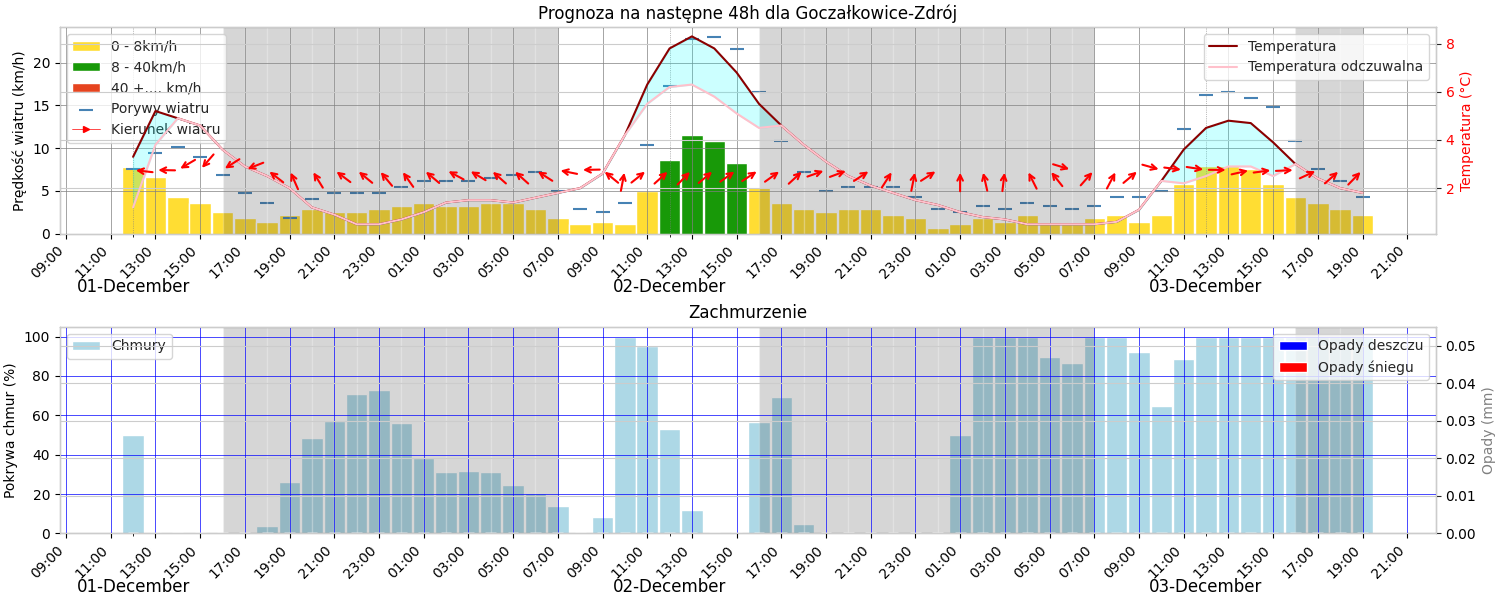 Prognoza na następne 48h dla Goczałkowice-Zdrój
Prędkość wiatru (km/h)
20
15
10
5
0
0 - 8km/h
8 - 40km/h
40 +.... km/h
Porywy wiatru
Kierunek wiatru
Temperatura
Temperatura odczuwalna
8
6
4
2
Temperatura (°C)
09:00 11:00 13:00 15:00 17:00 19:00 21:00 23:00 01:00 03:00 05:00 07:00 09:00 11:00 13:00 15:00 17:00 19:00 21:00 23:00 01:00 03:00 05:00 07:00 09:00 11:00 13:00 15:00 17:00 19:00 21:00
01-December 02-December 03-December
Zachmurzenie
Pokrywa chmur (%)
100
80
60
40
20
0
Chmury
Opady deszczu
Opady śniegu
0.05
0.04
0.03
0.02
0.01
0.00
Opady (mm)
09:00 11:00 13:00 15:00 17:00 19:00 21:00 23:00 01:00 03:00 05:00 07:00 09:00 11:00 13:00 15:00 17:00 19:00 21:00 23:00 01:00 03:00 05:00 07:00 09:00 11:00 13:00 15:00 17:00 19:00 21:00
01-December 02-December 03-December